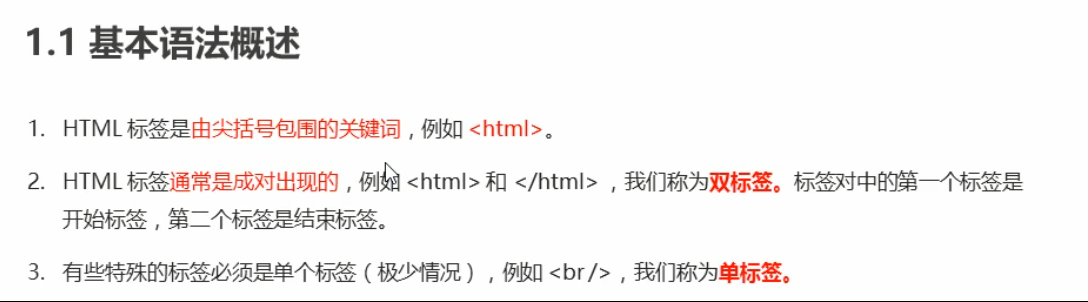 1.1 基本语法概述
1. HTML 标签是由尖括号包围的关键词，例如 <html>。
2. HTML 标签通常是成对出现的，例如 <html> 和 </html> ，我们称为双标签。标签对中的第一个标签是
开始标签，第二个标签是结束标签。
3. 有些特殊的标签必须是单个标签（极少情况），例如 <br />，我们称为单标签。